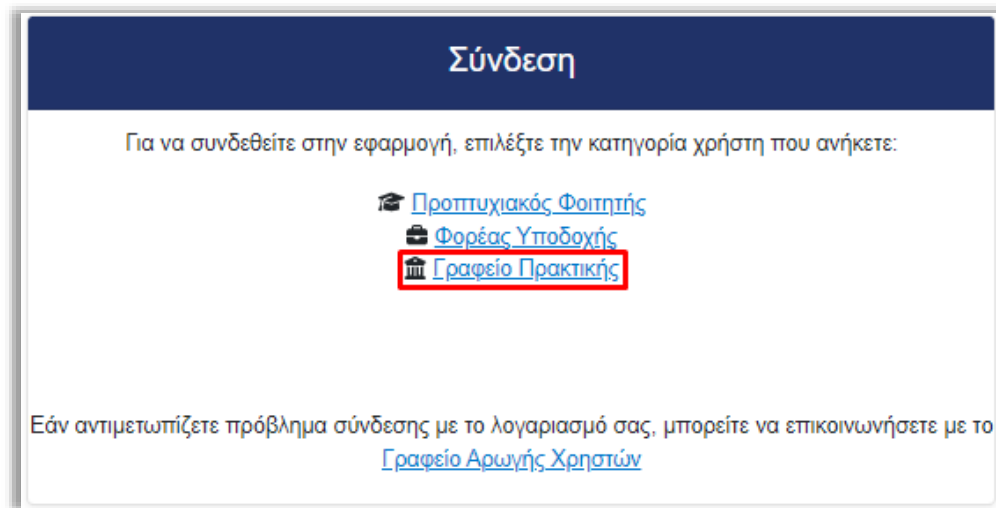 Σύνδεση
Για να συνδεθείτε στην εφαρμογή, επιλέξτε την κατηγορία χρήστη που ανήκετε:
Προπτυχιακός Φοιτητής
Φορέας Υποδοχής
Γραφείο Πρακτικής
Εάν αντιμετωπίζετε πρόβλημα σύνδεσης με το λογαριασμό σας, μπορείτε να επικοινωνήσετε με το
Γραφείο Αρωγής Χρηστών